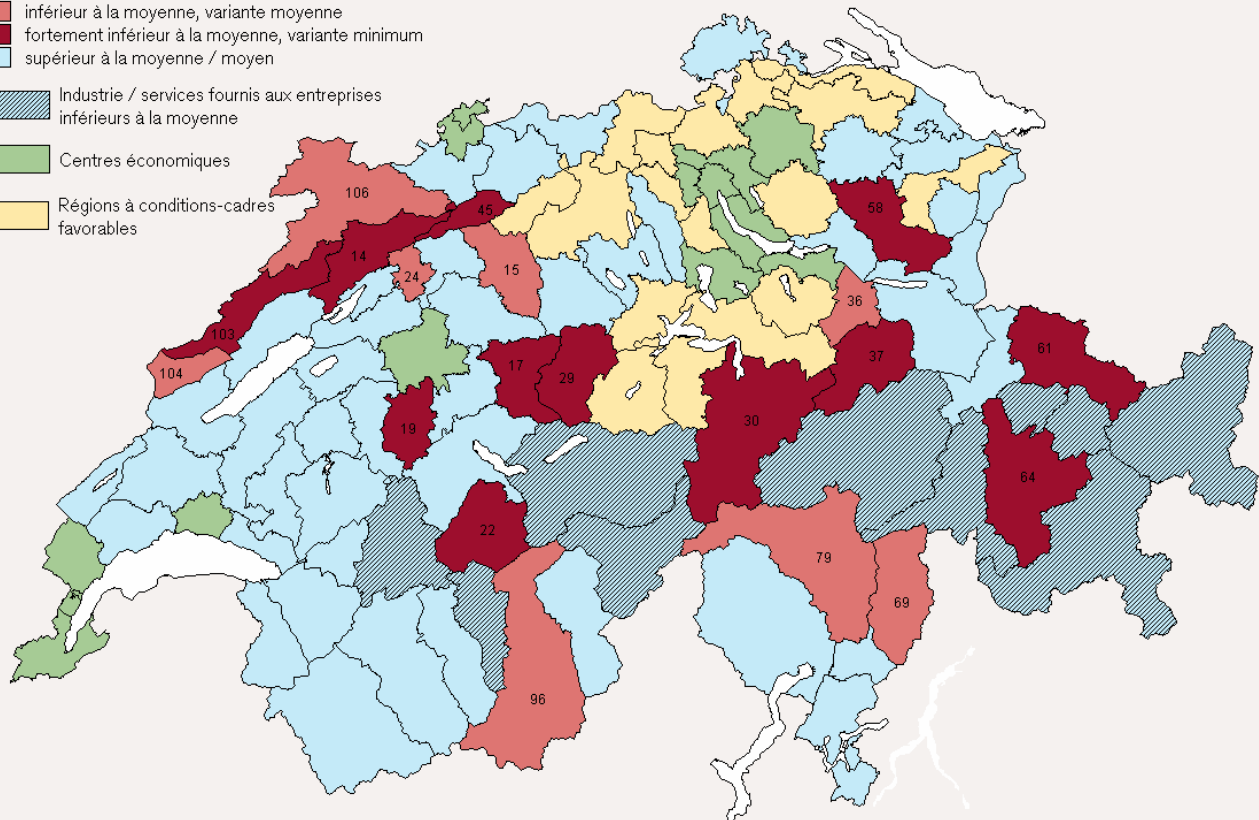 inférieur à la moyenne, variante moyenne
fortement inférieur à la moyenne, variante minimum
supérieur à la moyenne / moyen
Industrie / services fournis aux entreprises
inférieurs à la moyenne
Centres économiques
Régions à conditions-cadres
favorables
106
45
58
14
24
15
36
103
37
61
104
17
29
30
19
64
22
79
69
96